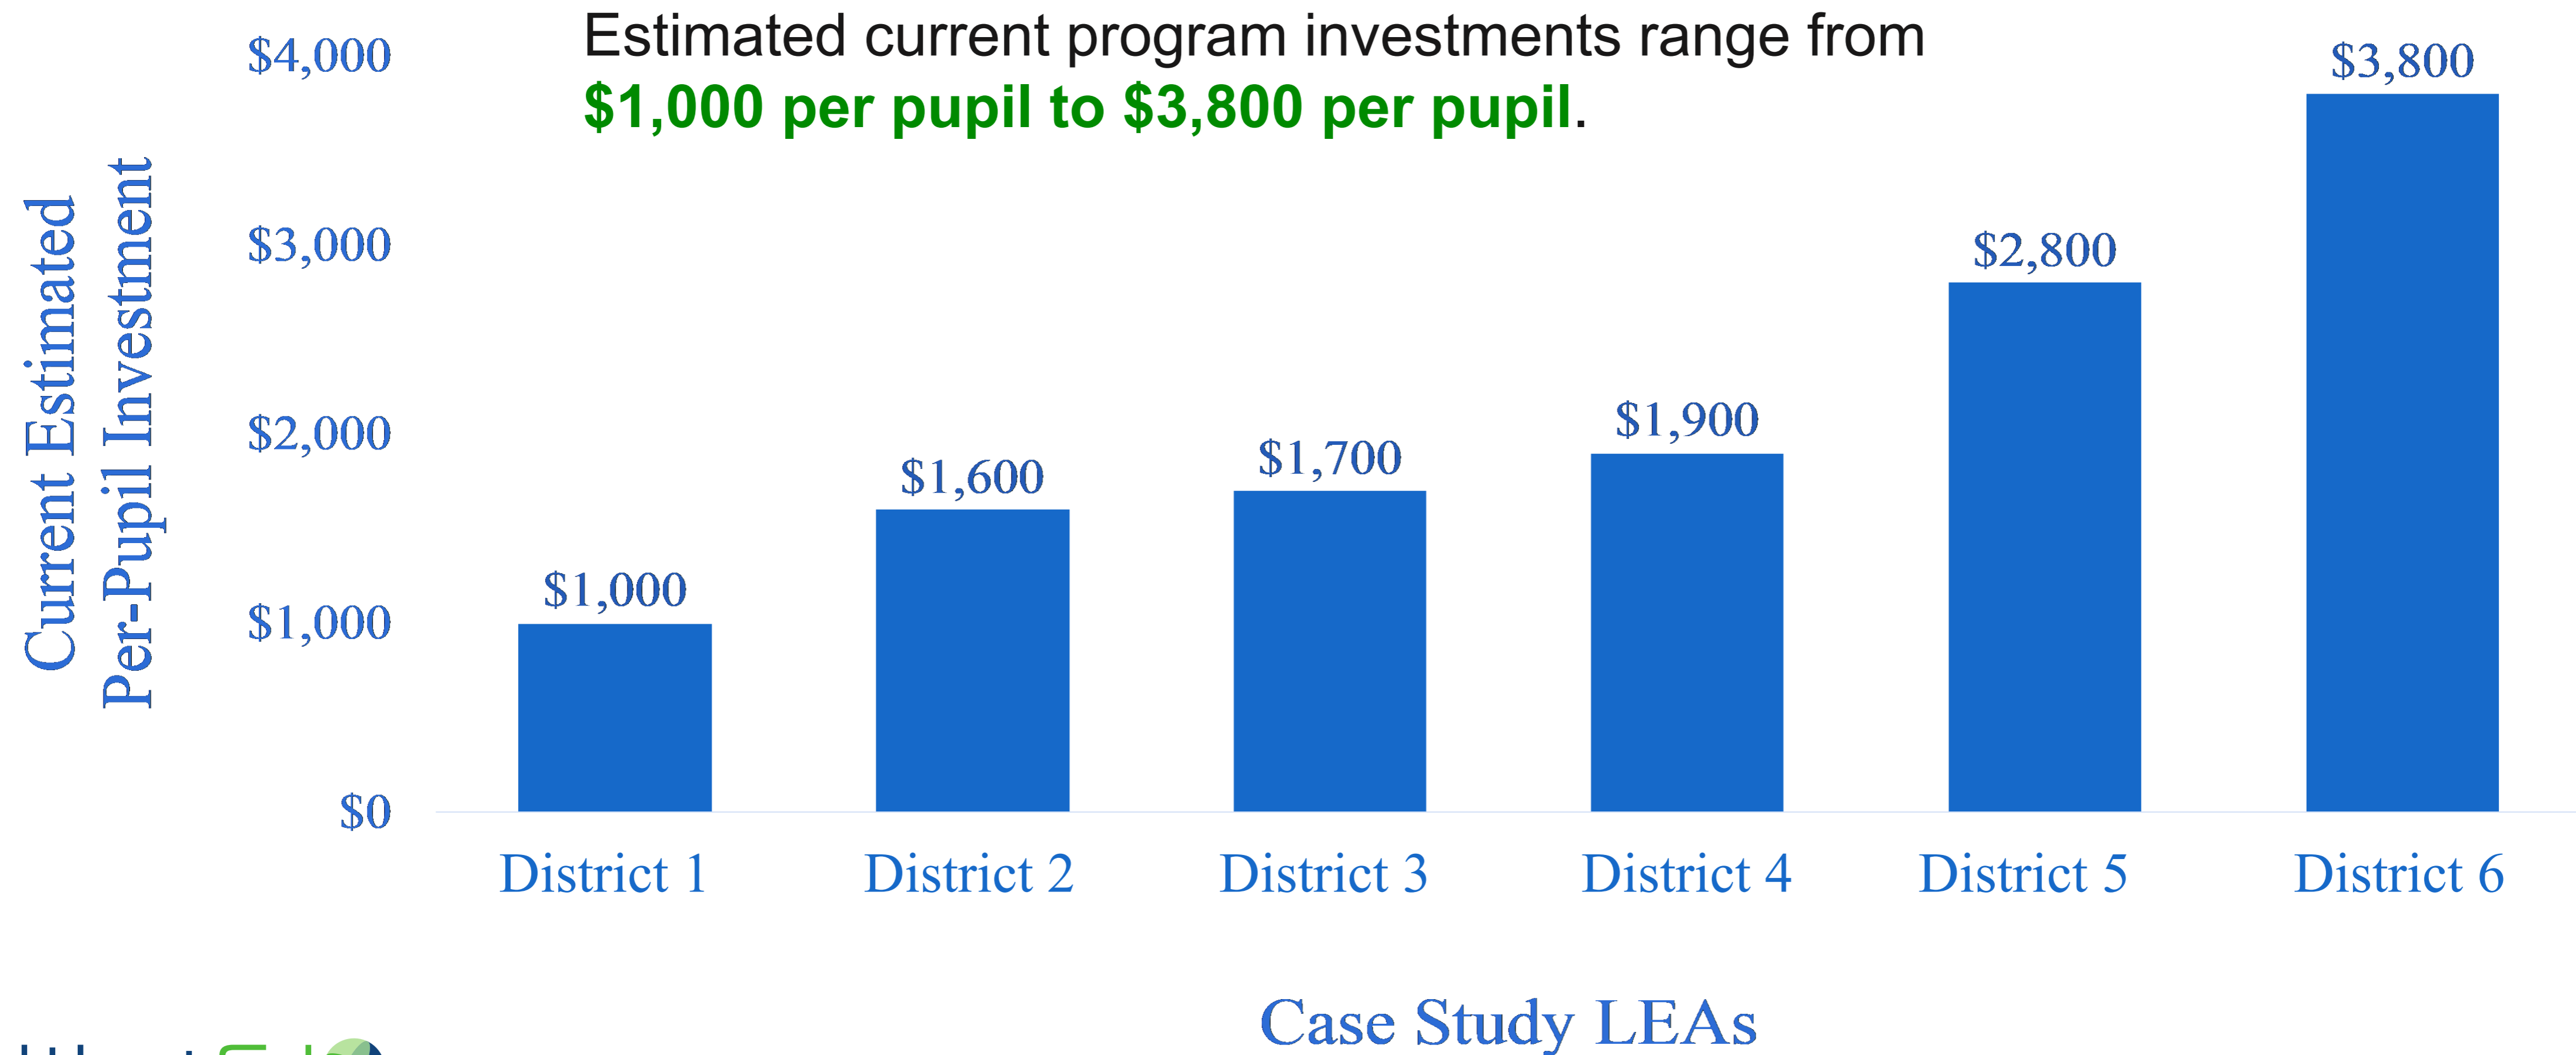 Estimated current program investments range from
$1,000 per pupil to $3,800 per pupil.
Current Estimated
Per-Pupil Investment
$4,000
$3,000
$2,000
$1,000
$0
$1,000
$1,600
$1,700
$1,900
$2,800
$3,800
District 1
District 2
District 3
District 4
District 5
District 6
Case Study LEAs